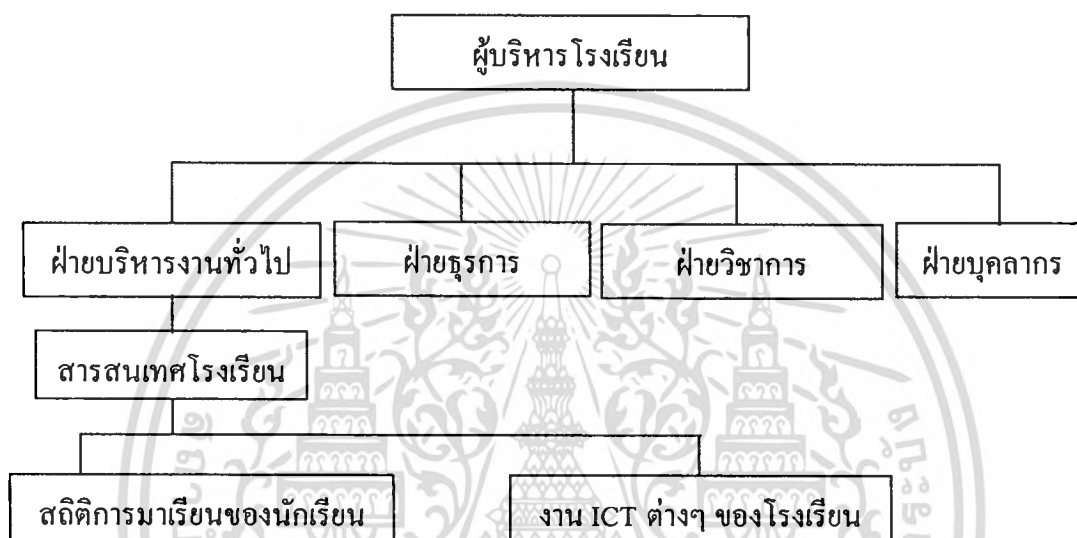 ผู้บริหารโรงเรียน
ฝ่ายบริหารงานทั่วไป
ฝ่ายธุรการ
ฝ่ายวิชาการ
ฝ่ายบุคลากร
สารสนเทศโรงเรียน
สถิติการมาเรียนของนักเรียน
งาน ICT ต่างๆ ของโรงเรียน